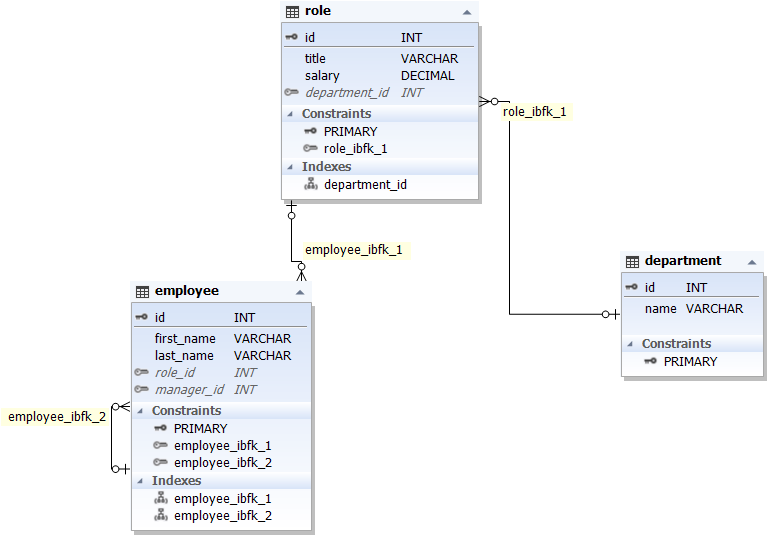 role
id INT
title VARCHAR
salary DECIMAL
department_id INT
Constraints
PRIMARY
role_ibfk_1
Indexes
department_id
role_ibfk_1
employee_ibfk_1
department
id INT
name VARCHAR
Constraints
PRIMARY
employee
id INT
first_name VARCHAR
last_name VARCHAR
role_id INT
manager_id INT
Constraints
PRIMARY
employee_ibfk_1
employee_ibfk_2
Indexes
employee_ibfk_1
employee_ibfk_2
employee_ibfk_2